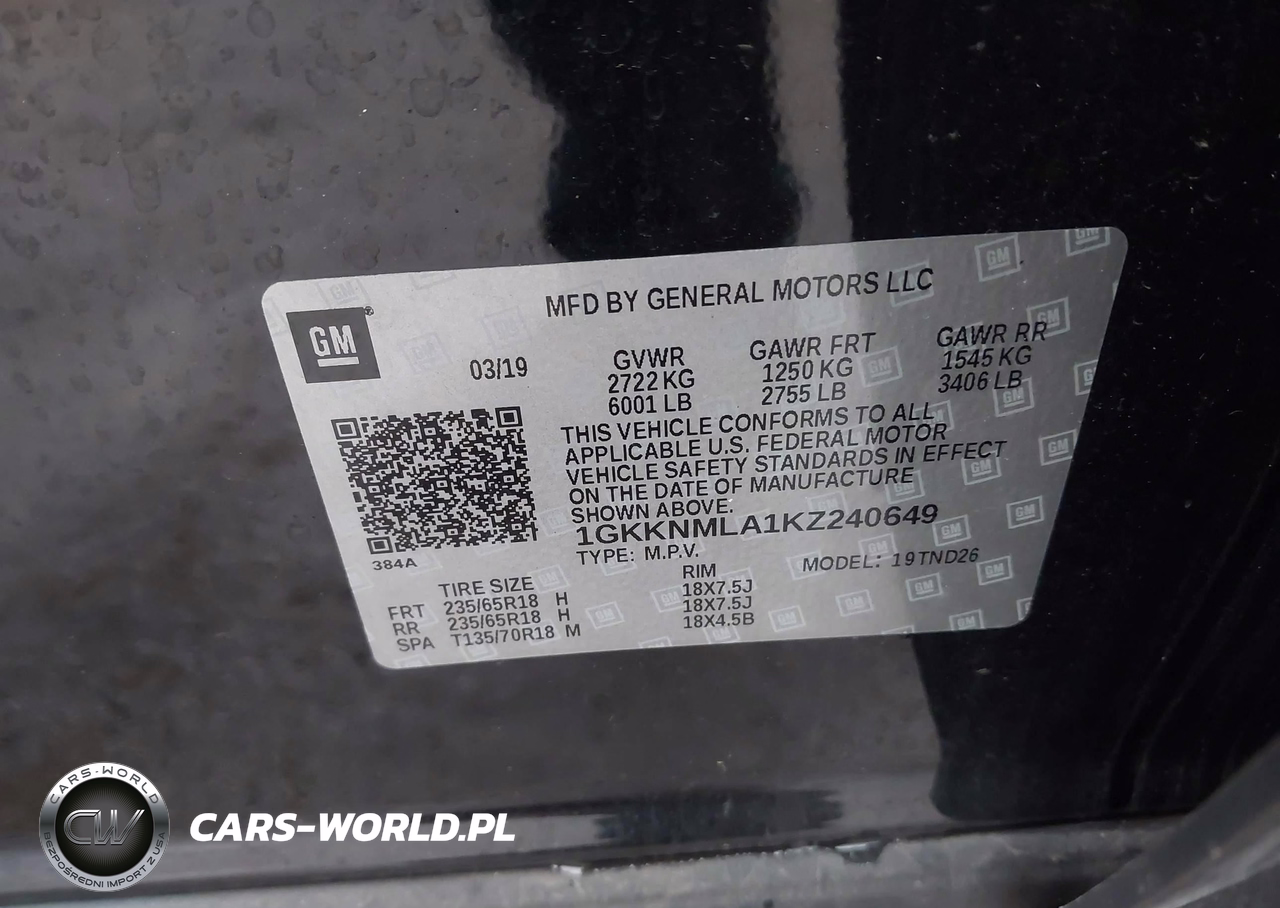 MFD BY GENERAL MOTORS LLC
GM
03/19
GVWR
2722 KG
6001 LB
GAWR FRT
1250 KG
2755 LB
GAWR RR
1545 KG
3406 LB
THIS VEHICLE CONFORMS TO ALL
APPLICABLE U.S. FEDERAL MOTOR
VEHICLE SAFETY STANDARDS IN EFFECT
ON THE DATE OF MANUFACTURE
SHOWN ABOVE.
1GKKNMLA1KZ240649
TYPE: M.P.V.
MODEL: 19TND26
384A
TIRE SIZE RIM
FRT 235/65R18 H 18X7.5J
RR 235/65R18 H 18X7.5J
SPA T135/70R18 M 18X4.5B
CARS-WORLD
CW
BEZPOŚREDNI IMPORT Z USA
CARS-WORLD.PL